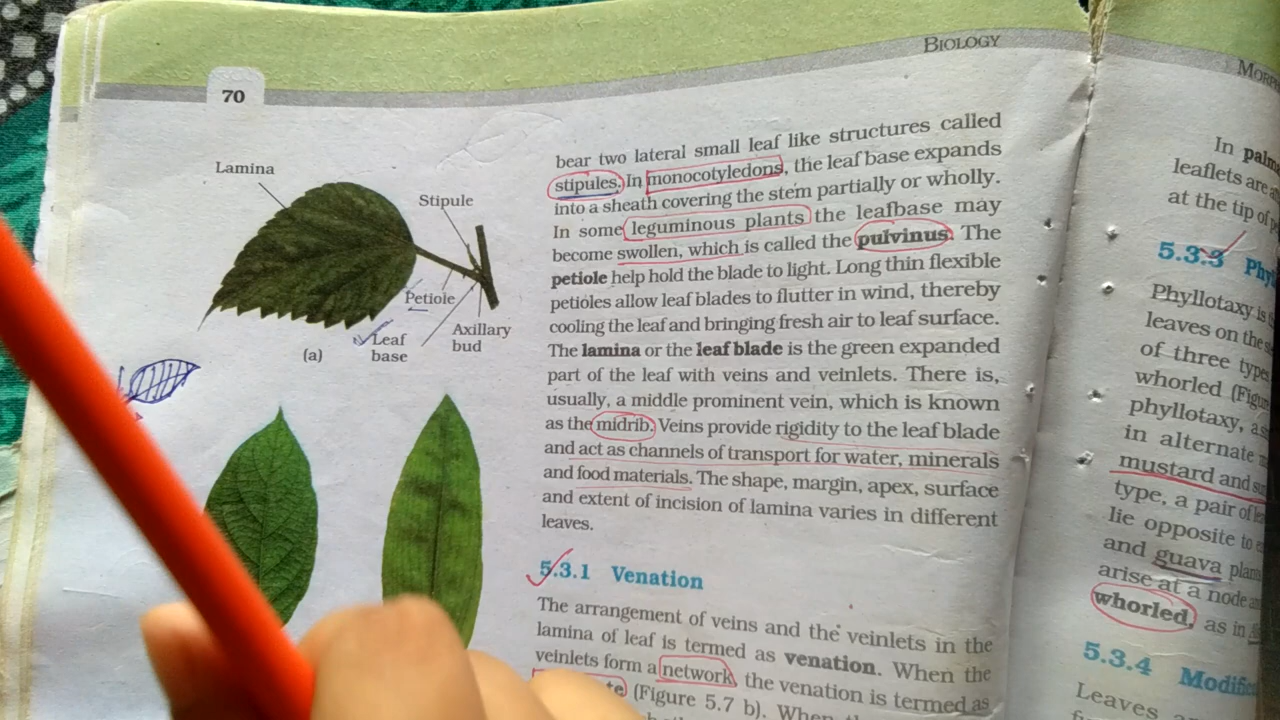 BIOLOGY
70
Lamina
Stipule
Petiole
Leaf
base
Axillary
bud
(a)
bear two lateral small leaf like structures called
stipules. In monocotyledons, the leaf base expands
into a sheath covering the stem partially or wholly.
In some leguminous plants the leafbase may
become swollen, which is called the pulvinus. The
petiole help hold the blade to light. Long thin flexible
petioles allow leaf blades to flutter in wind, thereby
cooling the leaf and bringing fresh air to leaf surface.
The lamina or the leaf blade is the green expanded
part of the leaf with veins and veinlets. There is,
usually, a middle prominent vein, which is known
as the midrib. Veins provide rigidity to the leaf blade
and act as channels of transport for water, minerals
and food materials. The shape, margin, apex, surface
and extent of incision of lamina varies in different
leaves.
5.3.1 Venation
The arrangement of veins and the veinlets in the
lamina of leaf is termed as venation. When the
veinlets form a network, the venation is termed as
(Figure 5.7 b). When
In
leaflets are
at the tip of
5.3.3
Phyllotaxy is
leaves on the
of three
whorled
phyllotaxy,
in alternate
mustard and
type, a pair of
lie opposite to
and guava
arise at a node
whorled, as in
5.3.4
Leaves